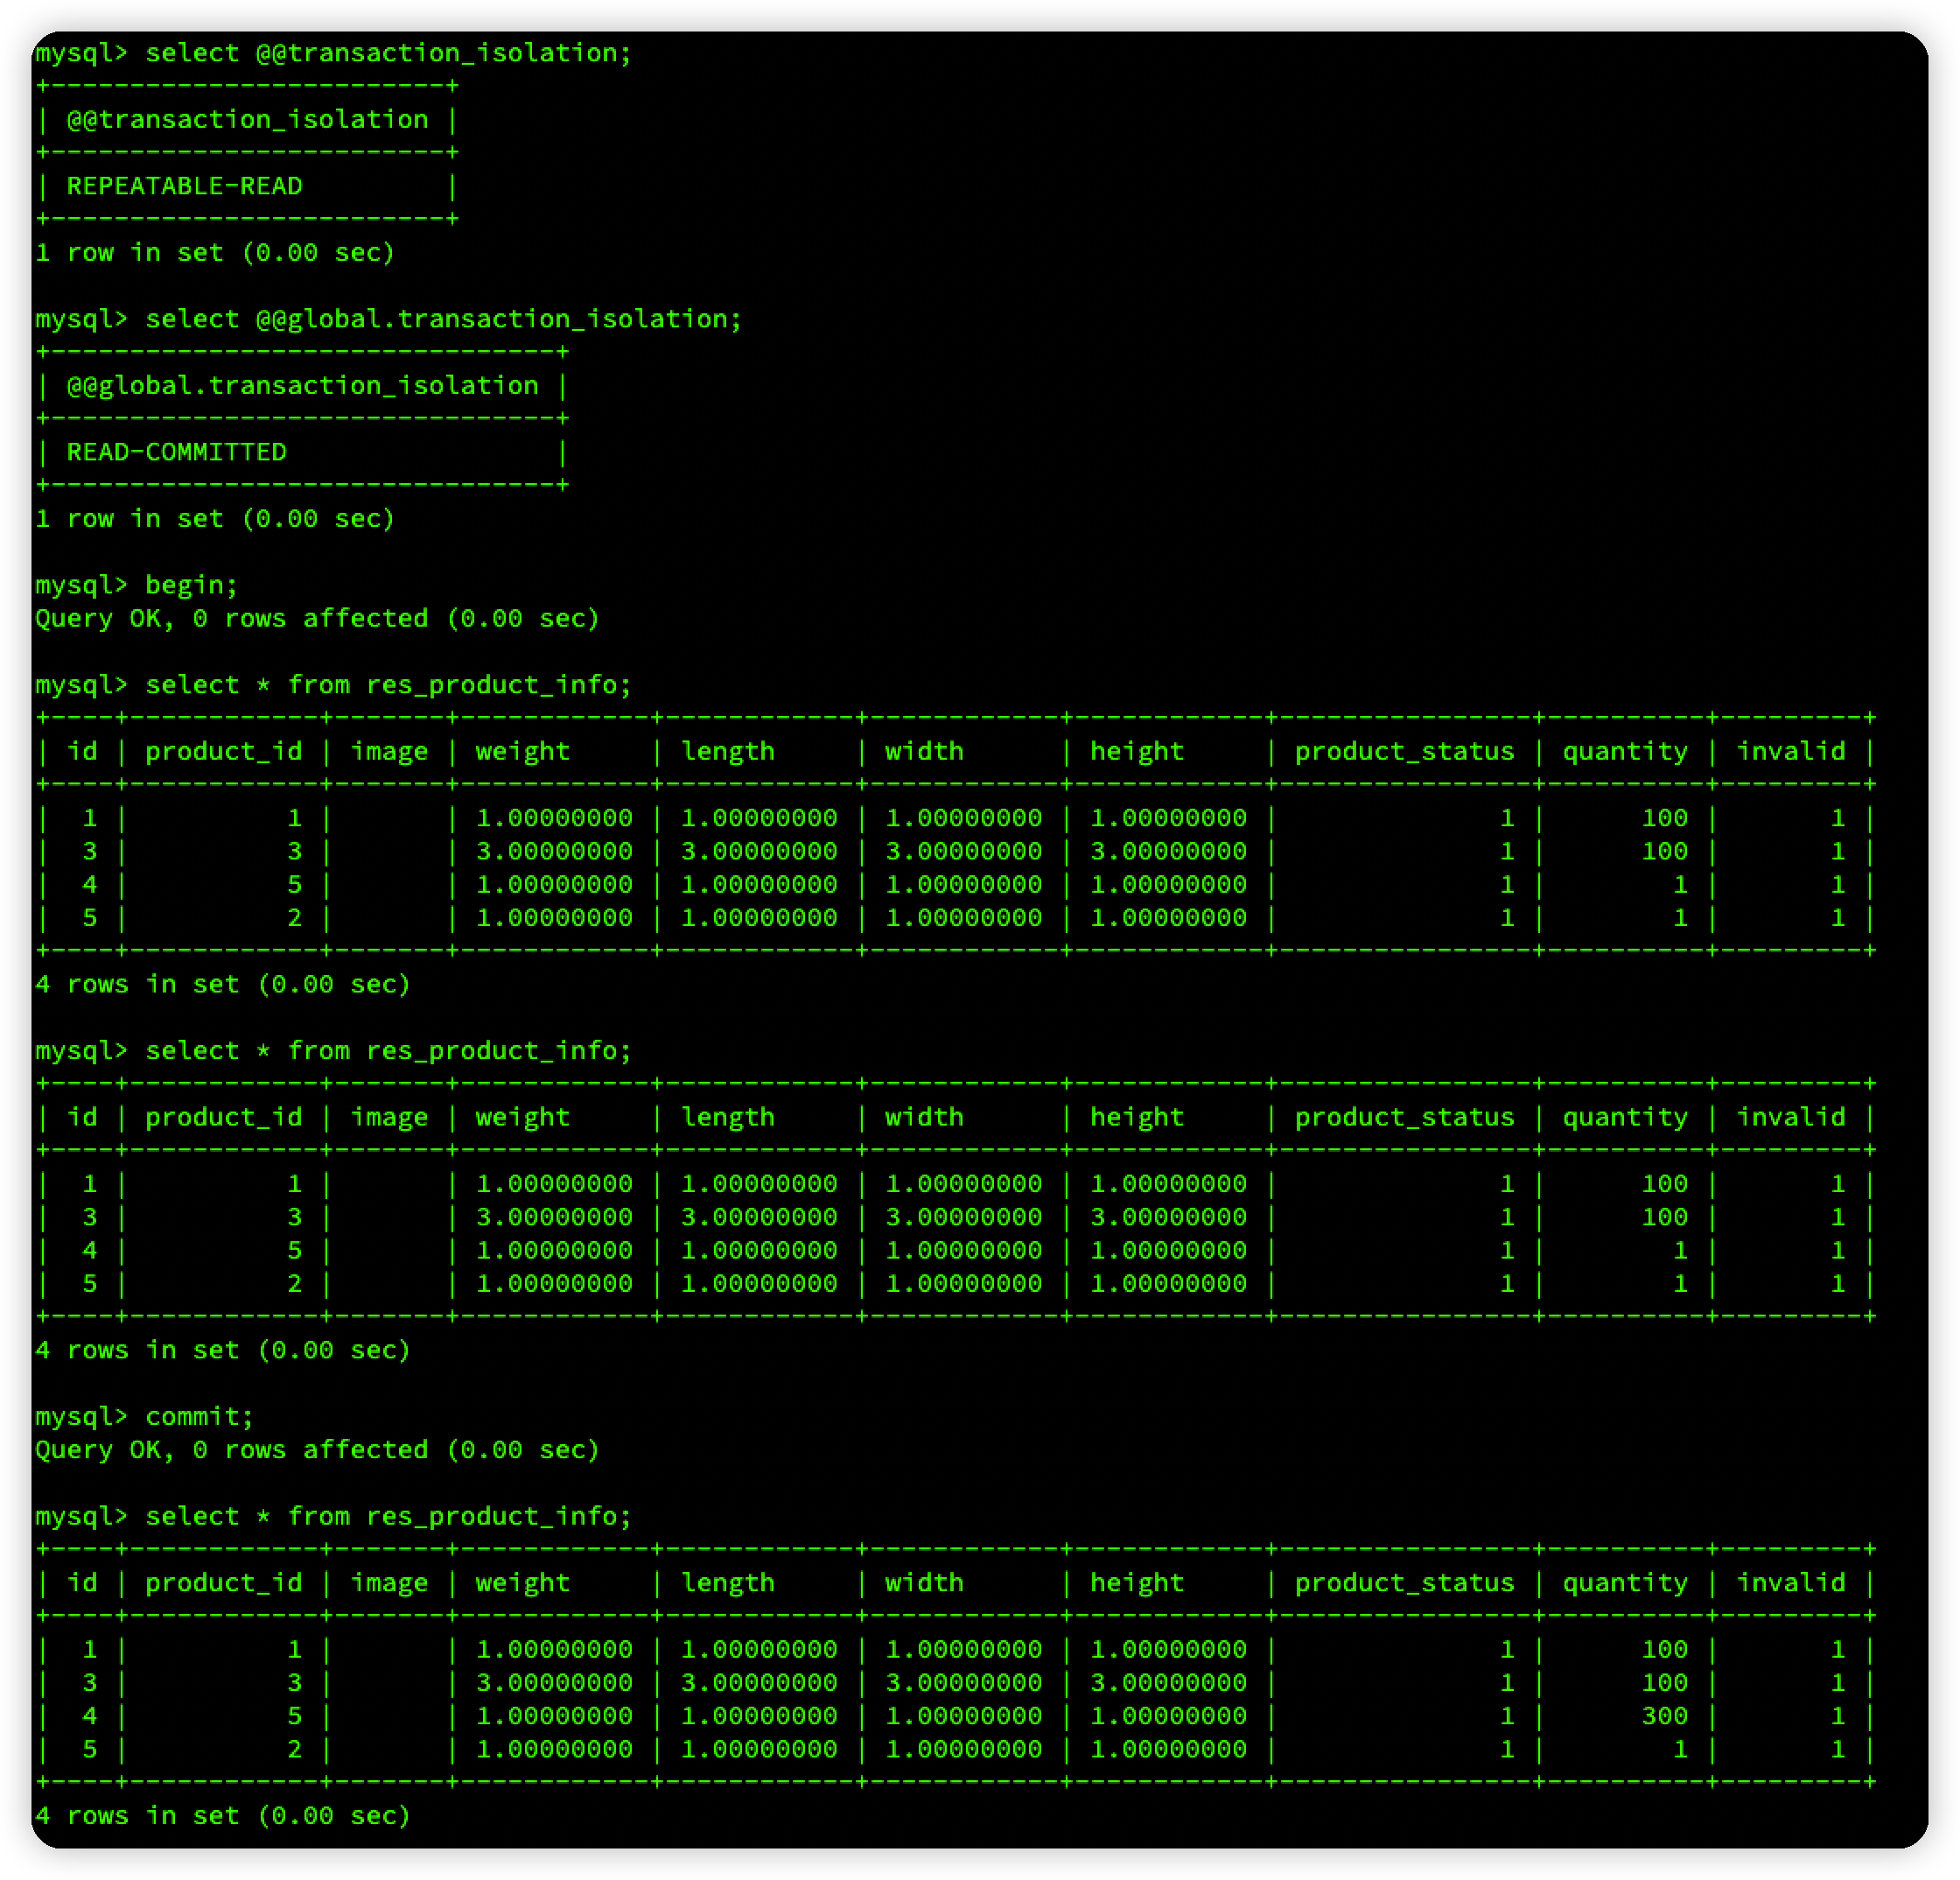 mysql> select @@transaction_isolation;
+-------------------------+
| @@transaction_isolation |
+-------------------------+
| REPEATABLE-READ         |
+-------------------------+
1 row in set (0.00 sec)

mysql> select @@global.transaction_isolation;
+--------------------------------+
| @@global.transaction_isolation |
+--------------------------------+
| READ-COMMITTED                 |
+--------------------------------+
1 row in set (0.00 sec)

mysql> begin;
Query OK, 0 rows affected (0.00 sec)

mysql> select * from res_product_info;
+----+------------+-------+------------+------------+------------+------------+----------------+----------+---------+
| id | product_id | image | weight     | length     | width      | height     | product_status | quantity | invalid |
+----+------------+-------+------------+------------+------------+------------+----------------+----------+---------+
|  1 |          1 |       | 1.00000000 | 1.00000000 | 1.00000000 | 1.00000000 |              1 |      100 |       1 |
|  3 |          3 |       | 3.00000000 | 3.00000000 | 3.00000000 | 3.00000000 |              1 |      100 |       1 |
|  4 |          5 |       | 1.00000000 | 1.00000000 | 1.00000000 | 1.00000000 |              1 |        1 |       1 |
|  5 |          2 |       | 1.00000000 | 1.00000000 | 1.00000000 | 1.00000000 |              1 |        1 |       1 |
+----+------------+-------+------------+------------+------------+------------+----------------+----------+---------+
4 rows in set (0.00 sec)

mysql> select * from res_product_info;
+----+------------+-------+------------+------------+------------+------------+----------------+----------+---------+
| id | product_id | image | weight     | length     | width      | height     | product_status | quantity | invalid |
+----+------------+-------+------------+------------+------------+------------+----------------+----------+---------+
|  1 |          1 |       | 1.00000000 | 1.00000000 | 1.00000000 | 1.00000000 |              1 |      100 |       1 |
|  3 |          3 |       | 3.00000000 | 3.00000000 | 3.00000000 | 3.00000000 |              1 |      100 |       1 |
|  4 |          5 |       | 1.00000000 | 1.00000000 | 1.00000000 | 1.00000000 |              1 |        1 |       1 |
|  5 |          2 |       | 1.00000000 | 1.00000000 | 1.00000000 | 1.00000000 |              1 |        1 |       1 |
+----+------------+-------+------------+------------+------------+------------+----------------+----------+---------+
4 rows in set (0.00 sec)

mysql> commit;
Query OK, 0 rows affected (0.00 sec)

mysql> select * from res_product_info;
+----+------------+-------+------------+------------+------------+------------+----------------+----------+---------+
| id | product_id | image | weight     | length     | width      | height     | product_status | quantity | invalid |
+----+------------+-------+------------+------------+------------+------------+----------------+----------+---------+
|  1 |          1 |       | 1.00000000 | 1.00000000 | 1.00000000 | 1.00000000 |              1 |      100 |       1 |
|  3 |          3 |       | 3.00000000 | 3.00000000 | 3.00000000 | 3.00000000 |              1 |      100 |       1 |
|  4 |          5 |       | 1.00000000 | 1.00000000 | 1.00000000 | 1.00000000 |              1 |      300 |       1 |
|  5 |          2 |       | 1.00000000 | 1.00000000 | 1.00000000 | 1.00000000 |              1 |        1 |       1 |
+----+------------+-------+------------+------------+------------+------------+----------------+----------+---------+
4 rows in set (0.00 sec)